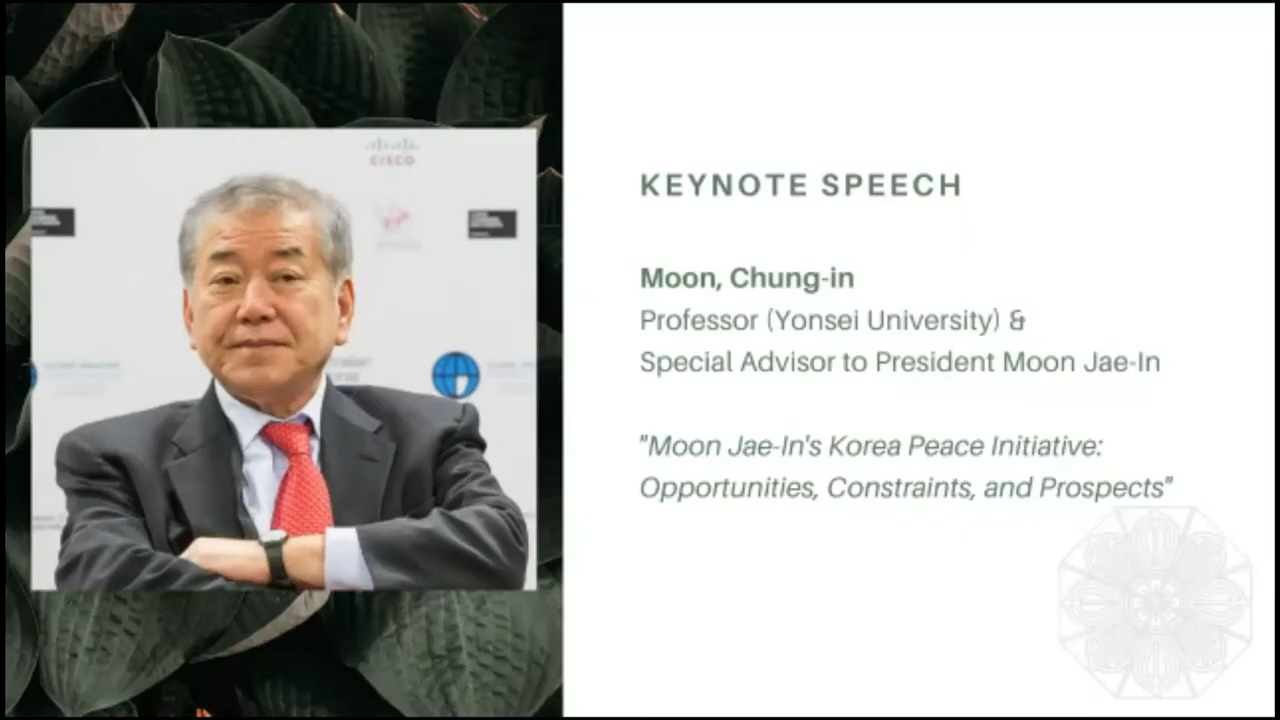 CISCO
KEYNOTE SPEECH
Moon, Chung-in
Professor (Yonsei University) &
Special Advisor to President Moon Jae-In
"Moon Jae-In's Korea Peace Initiative:
Opportunities, Constraints, and Prospects"